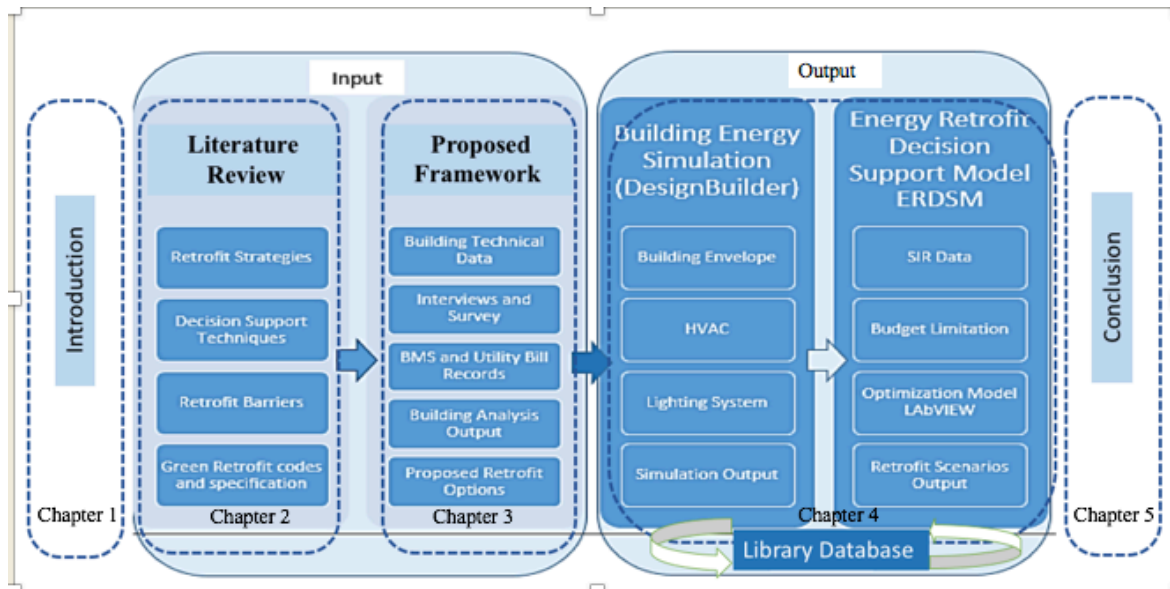 Introduction
Chapter 1
Input
Literature
Review
Retrofit Strategies
Decision Support
Techniques
Retrofit Barriers
Green Retrofit codes
and specification
Chapter 2
Proposed
Framework
Building Technical
Data
Interviews and
Survey
BMS and Utility Bill
Records
Building Analysis
Output
Proposed Retrofit
Options
Chapter 3
Output
Building Energy
Simulation
(DesignBuilder)
Building Envelope
HVAC
Lighting System
Simulation Output
Energy Retrofit
Decision
Support Model
ERDSM
SIR Data
Budget Limitation
Optimization Model
LAbVIEW
Retrofit Scenarios
Output
Chapter 4
Library Database
Conclusion
Chapter 5